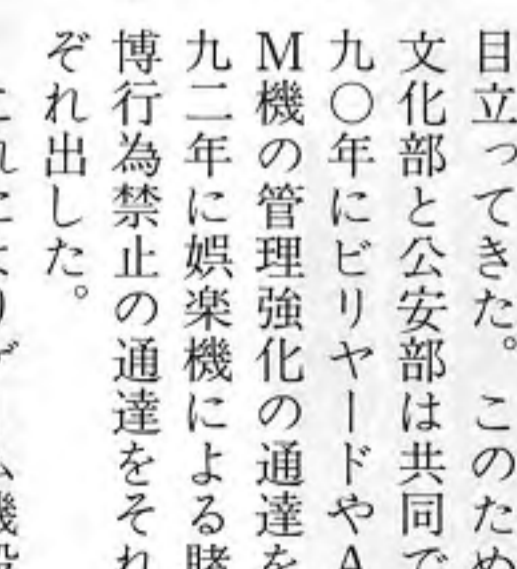 目立ってきた。このため
文化部と公安部は共同で
九〇年にビリヤードやA
M機の管理強化の通達を
九二年に娯楽機による賭
博行為禁止の通達をそれ
ぞれ出した。